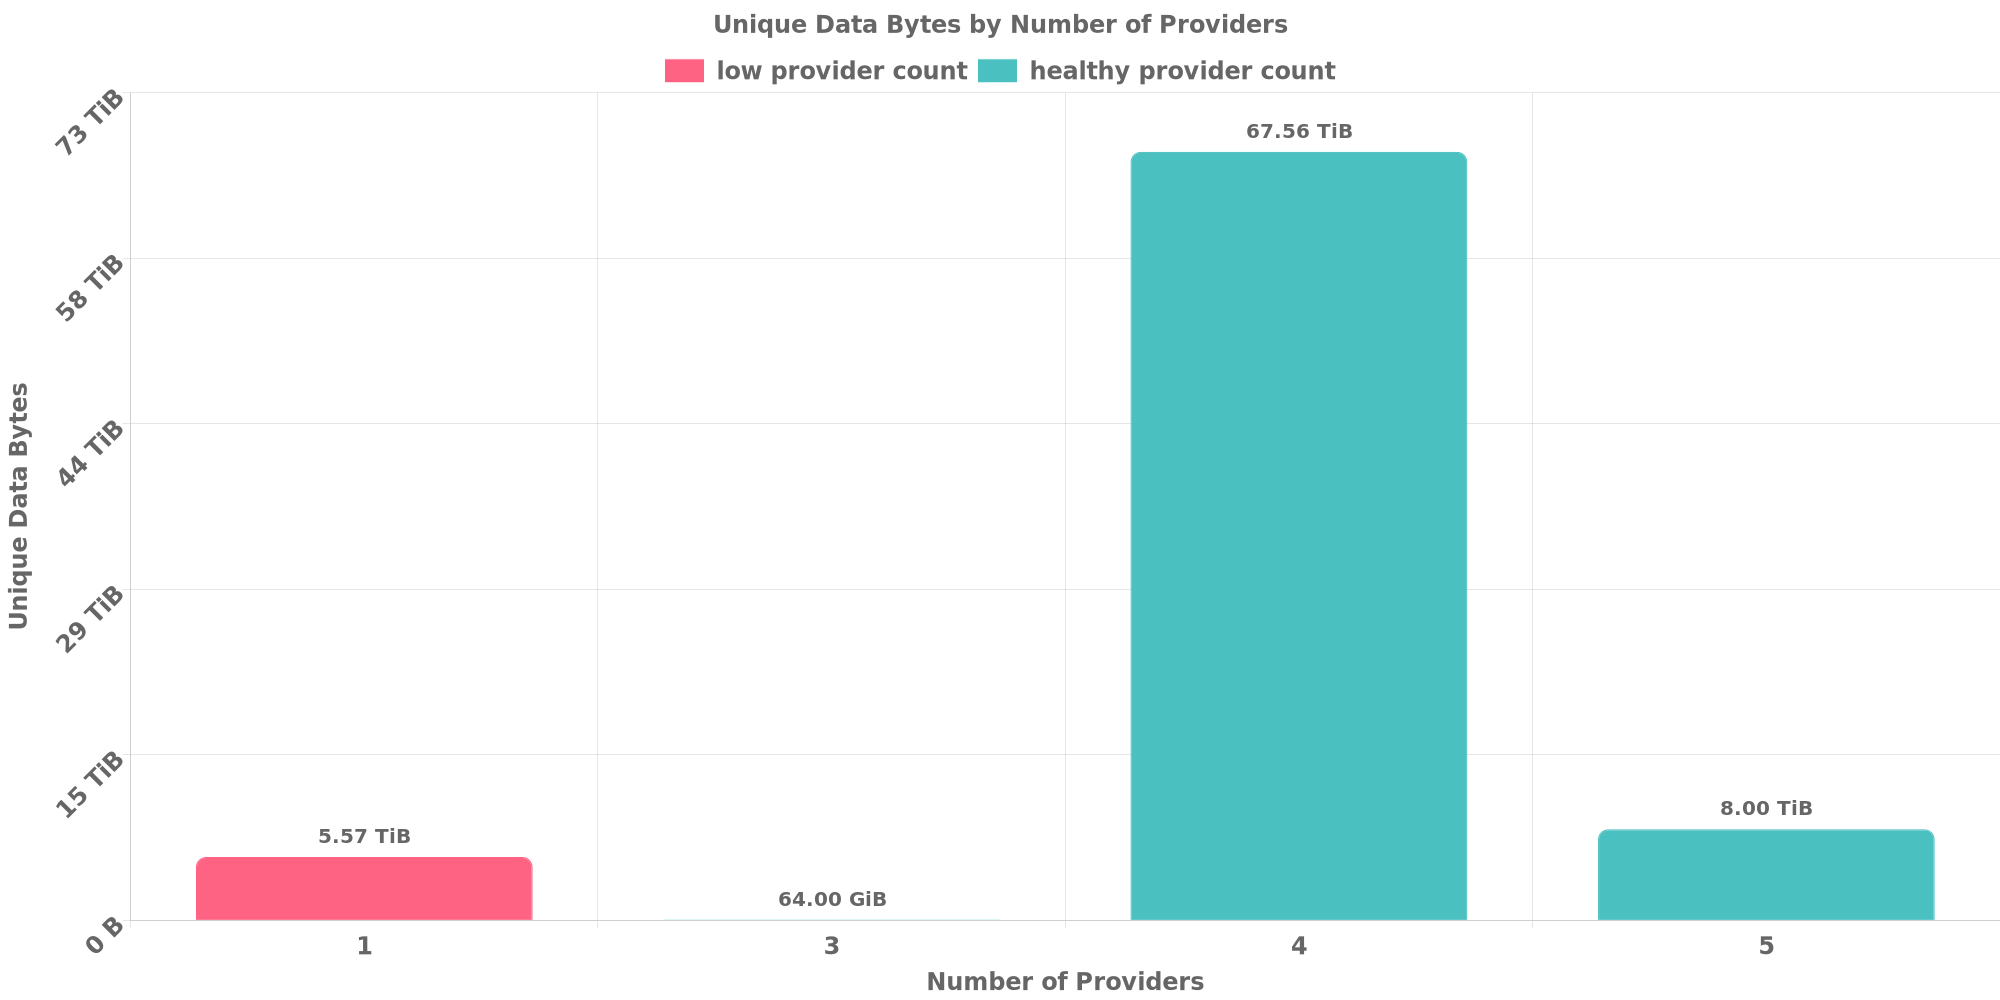 Unique Data Bytes by Number of Providers
low provider count healthy provider count
73 TiB
58 TiB
44 TiB
29 TiB
15 TiB
0 B
Unique Data Bytes
5.57 TiB
64.00 GiB
67.56 TiB
8.00 TiB
1 3 4 5
Number of Providers